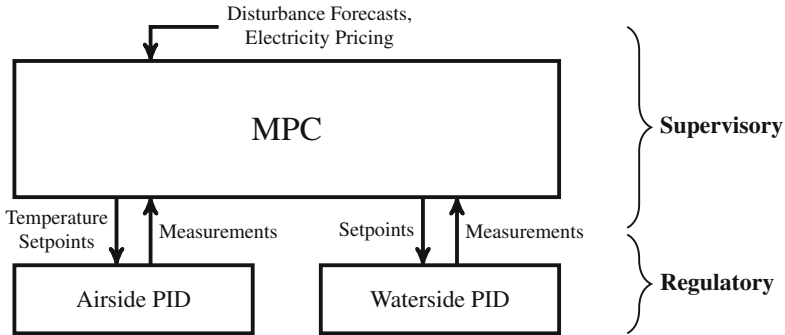 Disturbance Forecasts,
Electricity Pricing
MPC
Supervisory
Temperature
Setpoints
Measurements
Setpoints
Measurements
Airside PID
Waterside PID
Regulatory